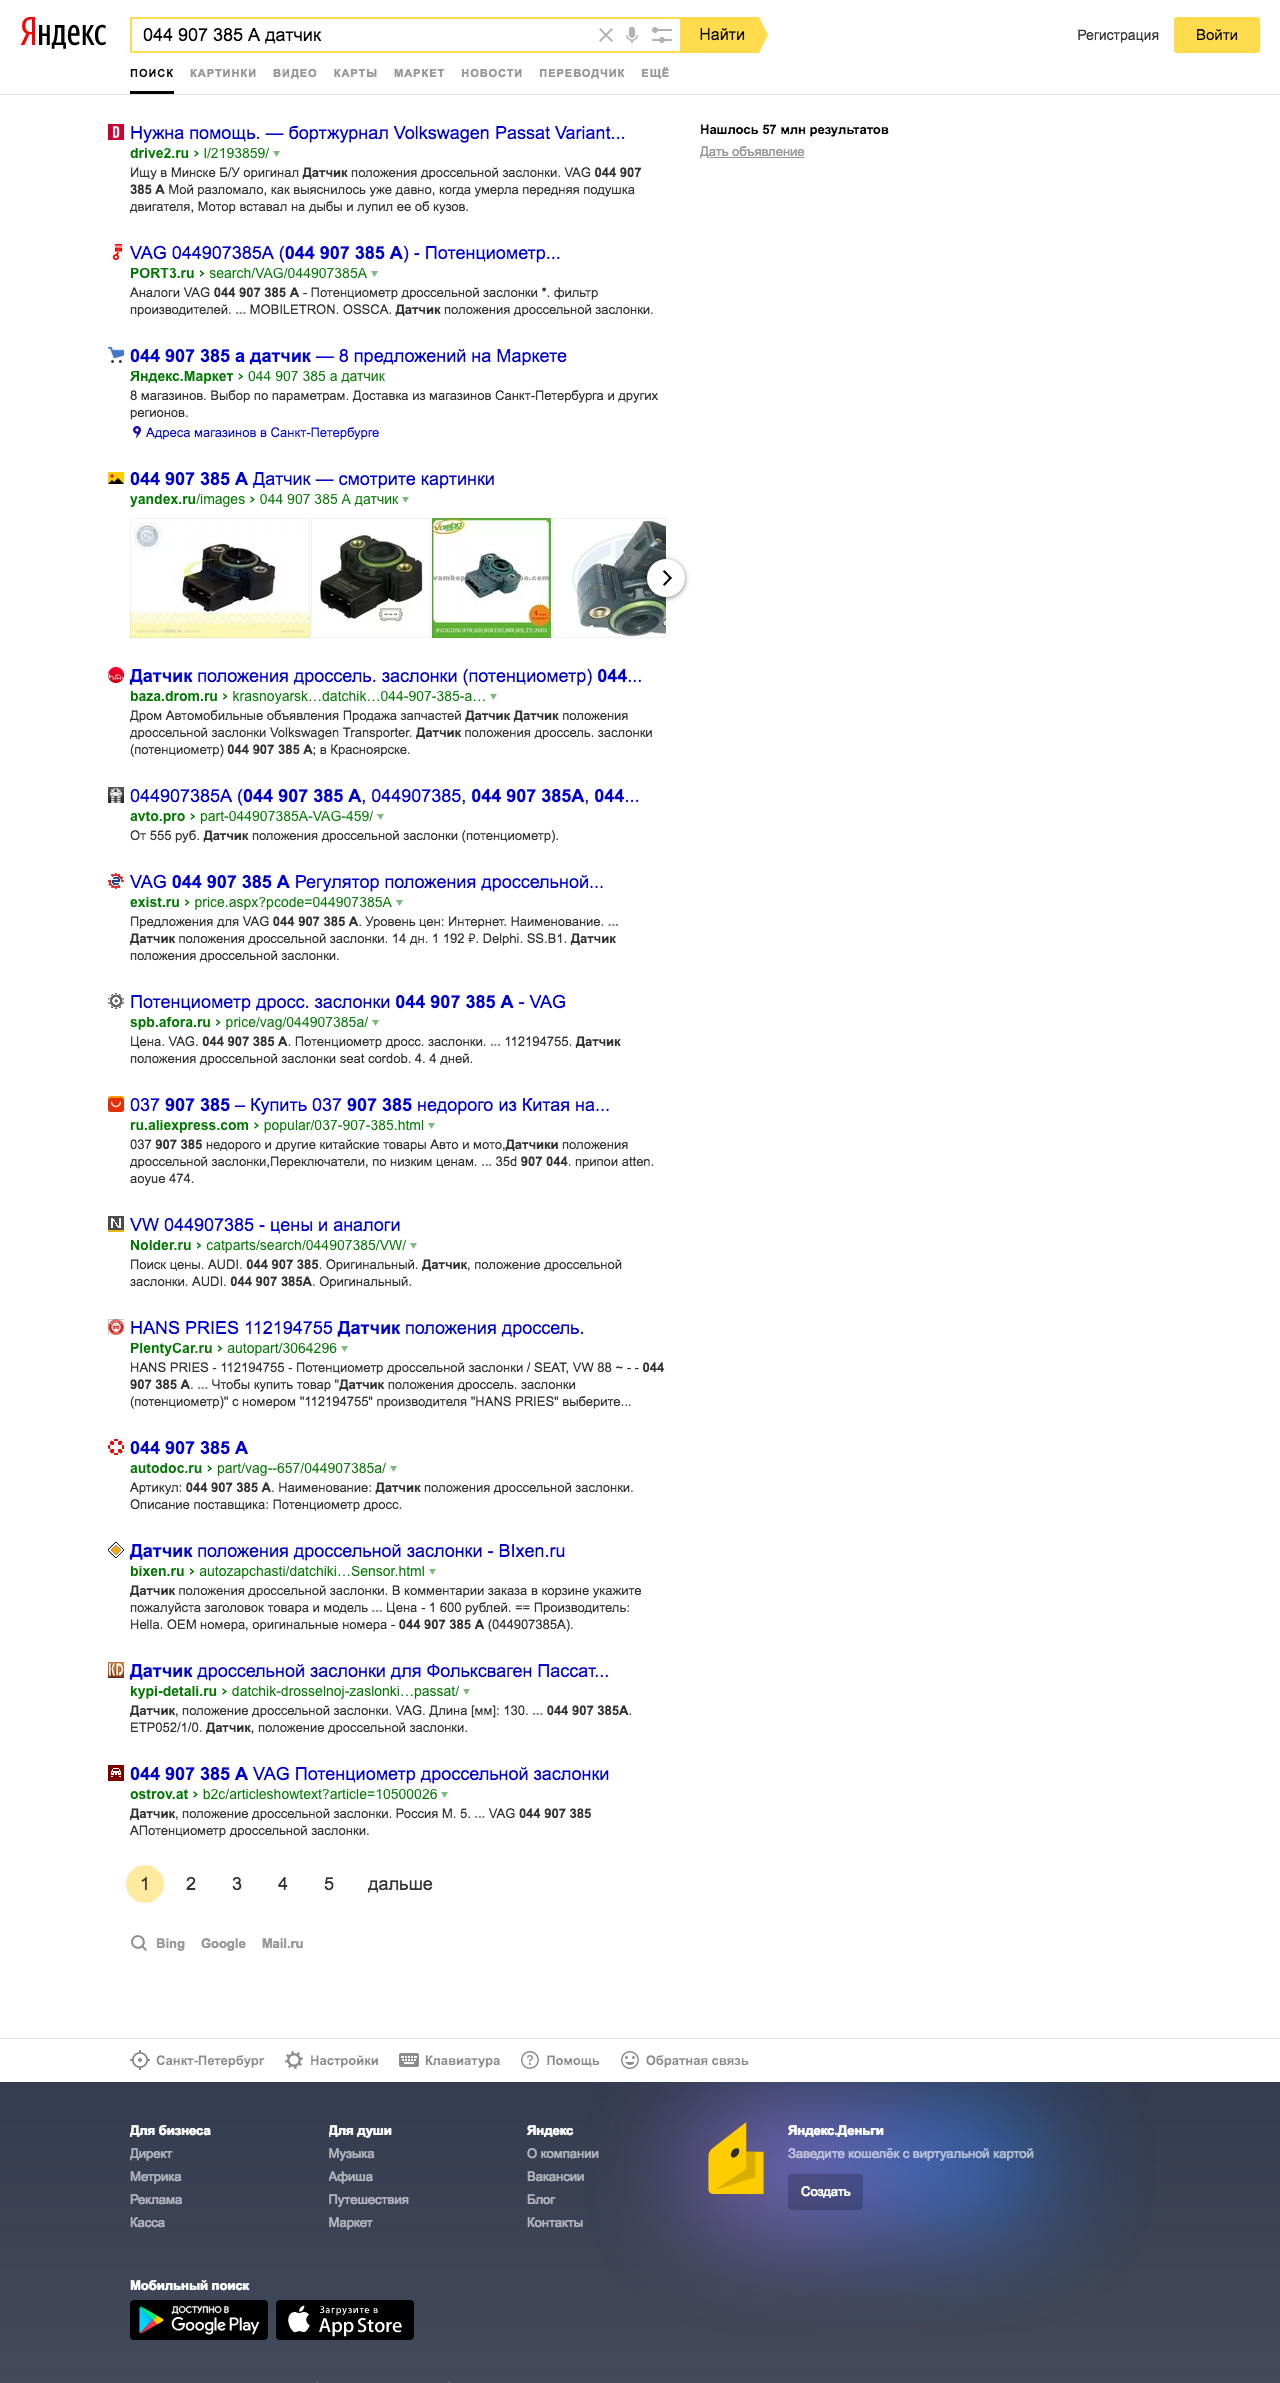 Яндекс
044 907 385 A датчик
Найти
Регистрация
Войти
ПОИСК КАРТИНКИ ВИДЕО КАРТЫ МАРКЕТ НОВОСТИ ПЕРЕВОДЧИК ЕЩЁ
Нашлось 57 млн результатов
Дать объявление
Нужна помощь. — бортжурнал Volkswagen Passat Variant...
drive2.ru › l/2193859/
Ищу в Минске Б/У оригинал Датчик положения дроссельной заслонки. VAG 044 907
385 A Мой разломало, как выяснилось уже давно, когда умерла передняя подушка
двигателя, Мотор вставал на дыбы и лупил ее об кузов.
VAG 044907385A (044 907 385 A) - Потенциометр...
PORT3.ru › search/VAG/044907385A
Аналоги VAG 044 907 385 A - Потенциометр дроссельной заслонки *. фильтр
производителей. ... MOBILETRON. OSSCA. Датчик положения дроссельной заслонки.
044 907 385 а датчик — 8 предложений на Маркете
Яндекс.Маркет › 044 907 385 а датчик
8 магазинов. Выбор по параметрам. Доставка из магазинов Санкт-Петербурга и других
регионов.
Адреса магазинов в Санкт-Петербурге
044 907 385 A Датчик — смотрите картинки
yandex.ru/images › 044 907 385 A датчик
Датчик положения дроссель. заслонки (потенциометр) 044...
baza.drom.ru › krasnoyarsk…datchik…044-907-385-a…
Дром Автомобильные объявления Продажа запчастей Датчик Датчик положения
дроссельной заслонки Volkswagen Transporter. Датчик положения дроссель. заслонки
(потенциометр) 044 907 385 A; в Красноярске.
044907385A (044 907 385 A, 044907385, 044 907 385A, 044...
avto.pro › part-044907385A-VAG-459/
От 555 руб. Датчик положения дроссельной заслонки (потенциометр).
VAG 044 907 385 A Регулятор положения дроссельной...
exist.ru › price.aspx?pcode=044907385A
Предложения для VAG 044 907 385 A. Уровень цен: Интернет. Наименование. ...
Датчик положения дроссельной заслонки. 14 дн. 1 192 ₽. Delphi. SS.B1. Датчик
положения дроссельной заслонки.
Потенциометр дросс. заслонки 044 907 385 A - VAG
spb.afora.ru › price/vag/044907385a/
Цена. VAG. 044 907 385 A. Потенциометр дросс. заслонки. ... 112194755. Датчик
положения дроссельной заслонки seat cordob. 4. 4 дней.
037 907 385 – Купить 037 907 385 недорого из Китая на...
ru.aliexpress.com › popular/037-907-385.html
037 907 385 недорого и другие китайские товары Авто и мото,Датчики положения
дроссельной заслонки,Переключатели, по низким ценам. ... 35d 907 044. припои atten.
aoyue 474.
VW 044907385 - цены и аналоги
Nolder.ru › catparts/search/044907385/VW/
Поиск цены. AUDI. 044 907 385. Оригинальный. Датчик, положение дроссельной
заслонки. AUDI. 044 907 385A. Оригинальный.
HANS PRIES 112194755 Датчик положения дроссель.
PlentyCar.ru › autopart/3064296
HANS PRIES - 112194755 - Потенциометр дроссельной заслонки / SEAT, VW 88 ~ - - 044
907 385 A. ... Чтобы купить товар "Датчик положения дроссель. заслонки
(потенциометр)" с номером "112194755" производителя "HANS PRIES" выберите...
044 907 385 A
autodoc.ru › part/vag--657/044907385a/
Артикул: 044 907 385 A. Наименование: Датчик положения дроссельной заслонки.
Описание поставщика: Потенциометр дросс.
Датчик положения дроссельной заслонки - BIxen.ru
bixen.ru › autozapchasti/datchiki…Sensor.html
Датчик положения дроссельной заслонки. В комментарии заказа в корзине укажите
пожалуйста заголовок товара и модель ... Цена - 1 600 рублей. == Производитель:
Hella. OEM номера, оригинальные номера - 044 907 385 A (044907385A).
Датчик дроссельной заслонки для Фольксваген Пассат...
kypi-detali.ru › datchik-drosselnoj-zaslonki…passat/
Датчик, положение дроссельной заслонки. VAG. Длина [мм]: 130. ... 044 907 385A.
ETP052/1/0. Датчик, положение дроссельной заслонки.
044 907 385 A VAG Потенциометр дроссельной заслонки
ostrov.at › b2c/articleshowtext?article=10500026
Датчик, положение дроссельной заслонки. Россия М. 5. ... VAG 044 907 385
AПотенциометр дроссельной заслонки.
1 2 3 4 5 дальше
Bing Google Mail.ru
Санкт-Петербург Настройки Клавиатура Помощь Обратная связь
Для бизнеса
Директ
Метрика
Реклама
Касса
Для души
Музыка
Афиша
Путешествия
Маркет
Яндекс
О компании
Вакансии
Блог
Контакты
Яндекс.Деньги
Заведите кошелёк с виртуальной картой
Создать
Мобильный поиск
ДОСТУПНО В
Google Play
Загрузите в
App Store